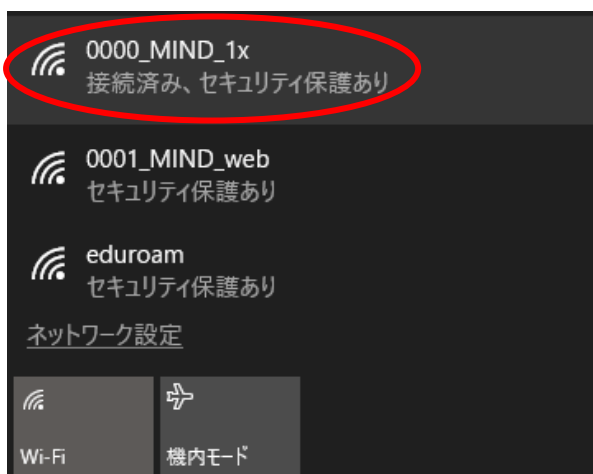 0000_MIND_1x
接続済み、セキュリティ保護あり
0001_MIND_web
セキュリティ保護あり
eduroam
セキュリティ保護あり
ネットワーク設定
Wi-Fi
機内モード